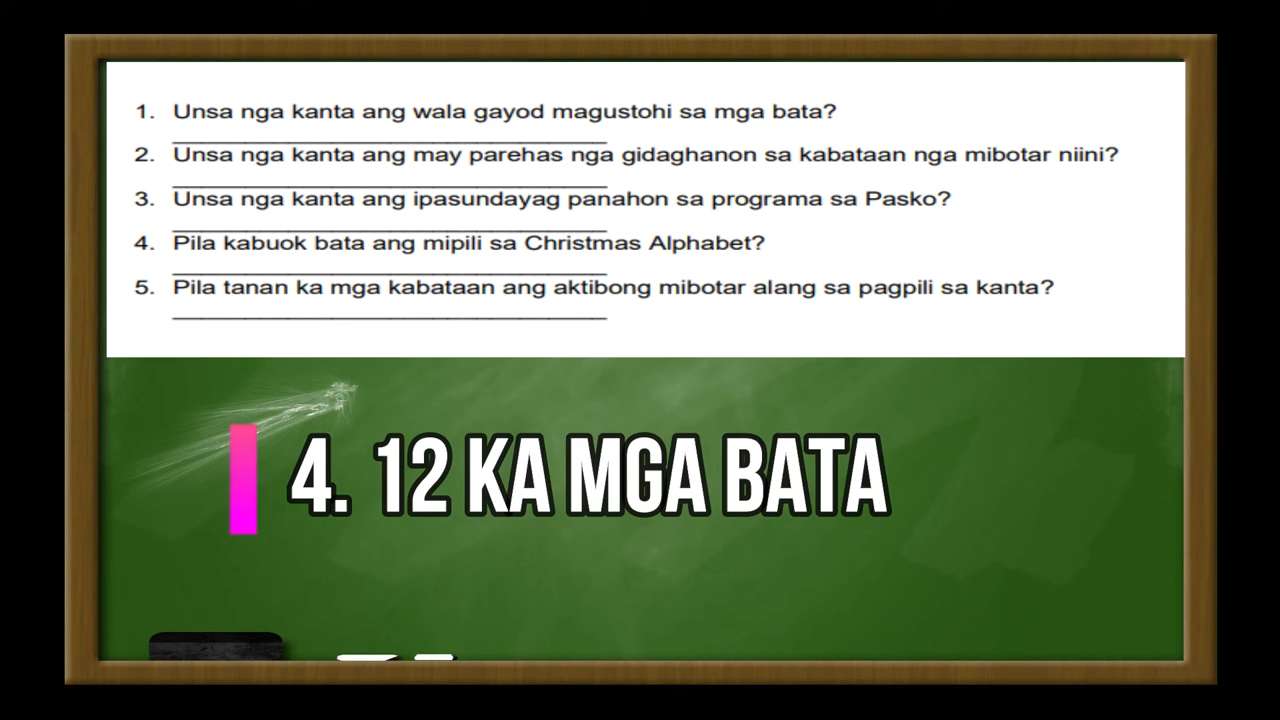 1. Unsa nga kanta ang wala gayod magustohi sa mga bata?
2. Unsa nga kanta ang may parehas nga gidaghanon sa kabataan nga mibotar niini?
3. Unsa nga kanta ang ipasundayag panahon sa programa sa Pasko?
4. Pila kabuok bata ang mipili sa Christmas Alphabet?
5. Pila tanan ka mga kabataan ang aktibong mibotar alang sa pagpili sa kanta?
4. 12 KA MGA BATA